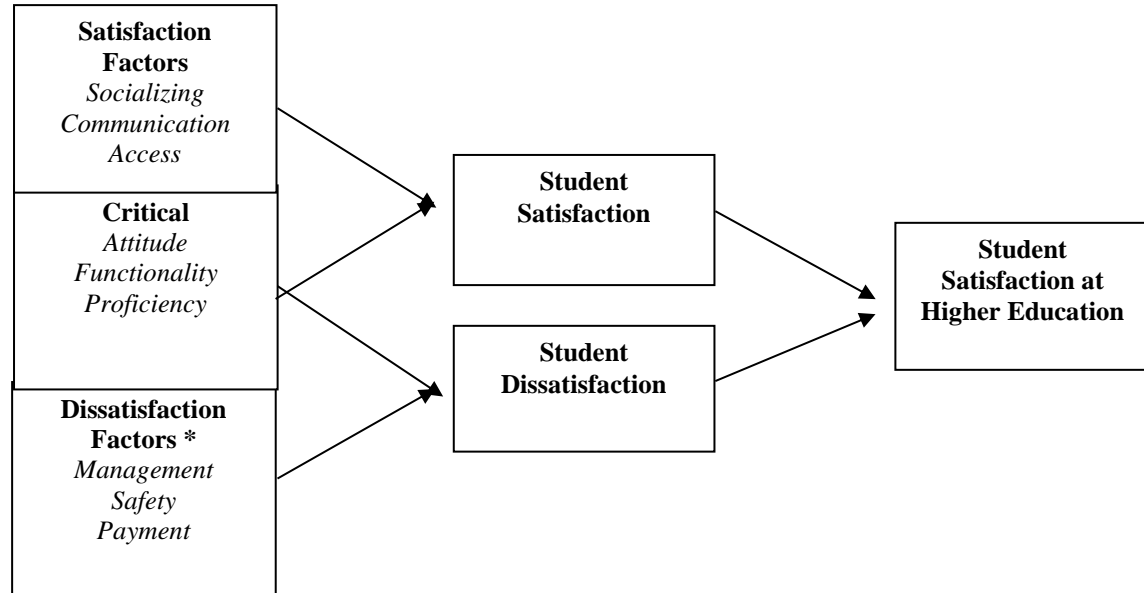 Satisfaction
Factors
Socializing
Communication
Access
Critical
Attitude
Functionality
Proficiency
Dissatisfaction
Factors *
Management
Safety
Payment
Student
Satisfaction
Student
Dissatisfaction
Student
Satisfaction at
Higher Education